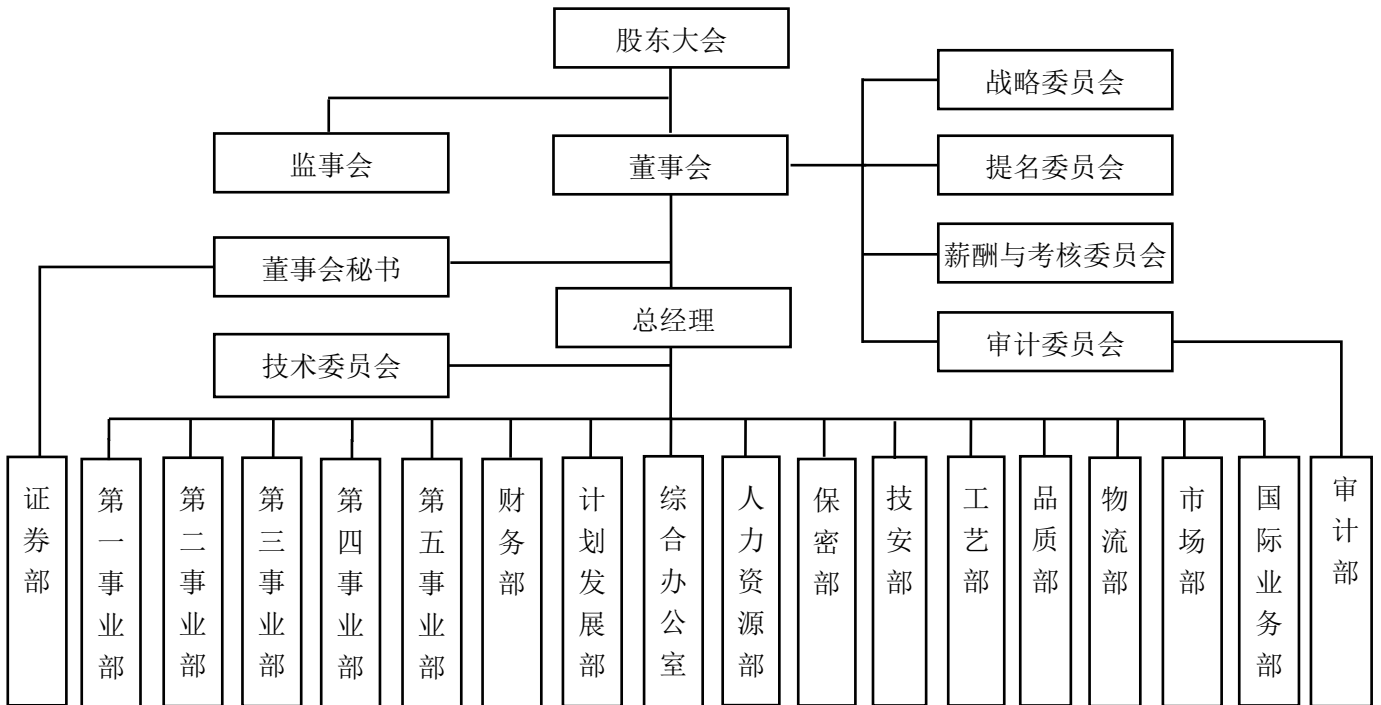 股东大会
战略委员会
监事会
董事会
提名委员会
董事会秘书
薪酬与考核委员会
总经理
技术委员会
审计委员会
证券部
第一事业部
第二事业部
第三事业部
第四事业部
第五事业部
财务部
计划发展部
综合办公室
人力资源部
保密部
技安部
工艺部
品质部
物流部
市场部
国际业务部
审计部